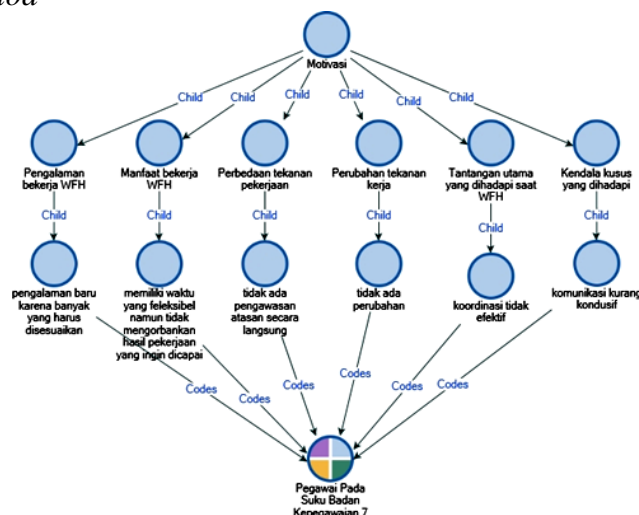 Motivasi
Child Child Child Child Child Child
Pengalaman
bekerja WFH
Manfaat bekerja
WFH
Perbedaan tekanan
pekerjaan
Perubahan tekanan
kerja
Tantangan utama
yang dihadapi saat
WFH
Kendala kusus
yang dihadapi
Child Child Child Child Child Child
pengalaman baru
karena banyak
yang harus
disesuaikan
memiliki waktu
yang feleksibel
namun tidak
mengorbankan
hasil pekerjaan
yang ingin dicapai
tidak ada
pengawasan
atasan secara
langsung
tidak ada
perubahan
koordinasi tidak
efektif
komunikasi kurang
kondusif
Codes Codes Codes Codes Codes Codes
Pegawai Pada
Suku Badan
Kepegawaian 7